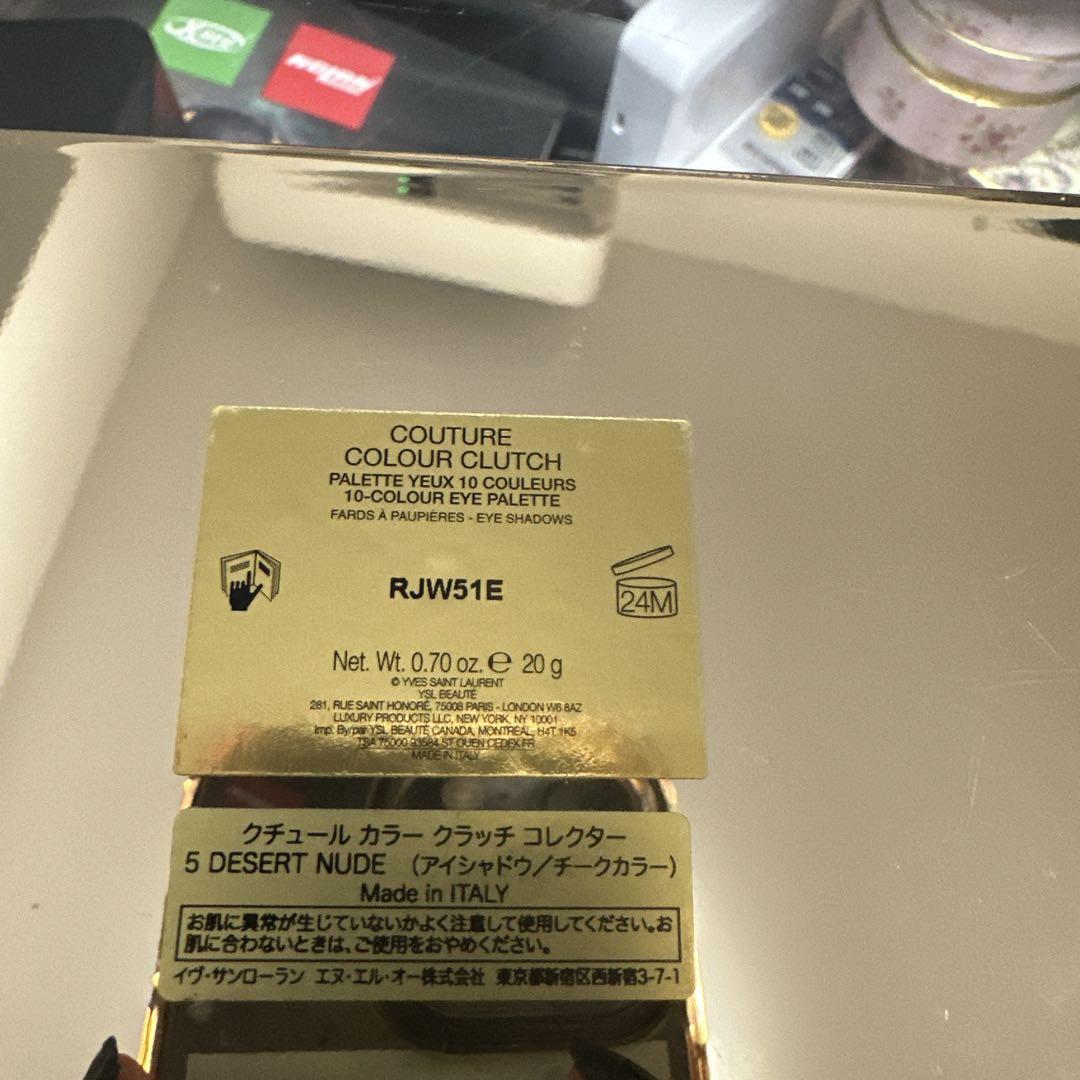 COUTURE
COLOUR CLUTCH
PALETTE YEUX 10 COULEURS
10-COLOUR EYE PALETTE
FARDS À PAUPIÈRES - EYE SHADOWS
RJW51E
24M
Net. Wt. 0.70 oz. ℮ 20 g
© YVES SAINT LAURENT
YSL BEAUTÉ
281, RUE SAINT HONORÉ, 75008 PARIS - LONDON W6 8AZ
LUXURY PRODUCTS LLC, NEW YORK, NY 10001
Imp. By/par YSL BEAUTÉ CANADA, MONTRÉAL, H4T 1K5
TSA 75000 93584 ST OUEN CEDEX FR
MADE IN ITALY
クチュール カラー クラッチ コレクター
5 DESERT NUDE (アイシャドウ/チークカラー)
Made in ITALY
お肌に異常が生じていないかよく注意して使用してください。お
肌に合わないときは、ご使用をおやめください。
イヴ・サンローラン エヌ・エル・オー株式会社 東京都新宿区西新宿3-7-1